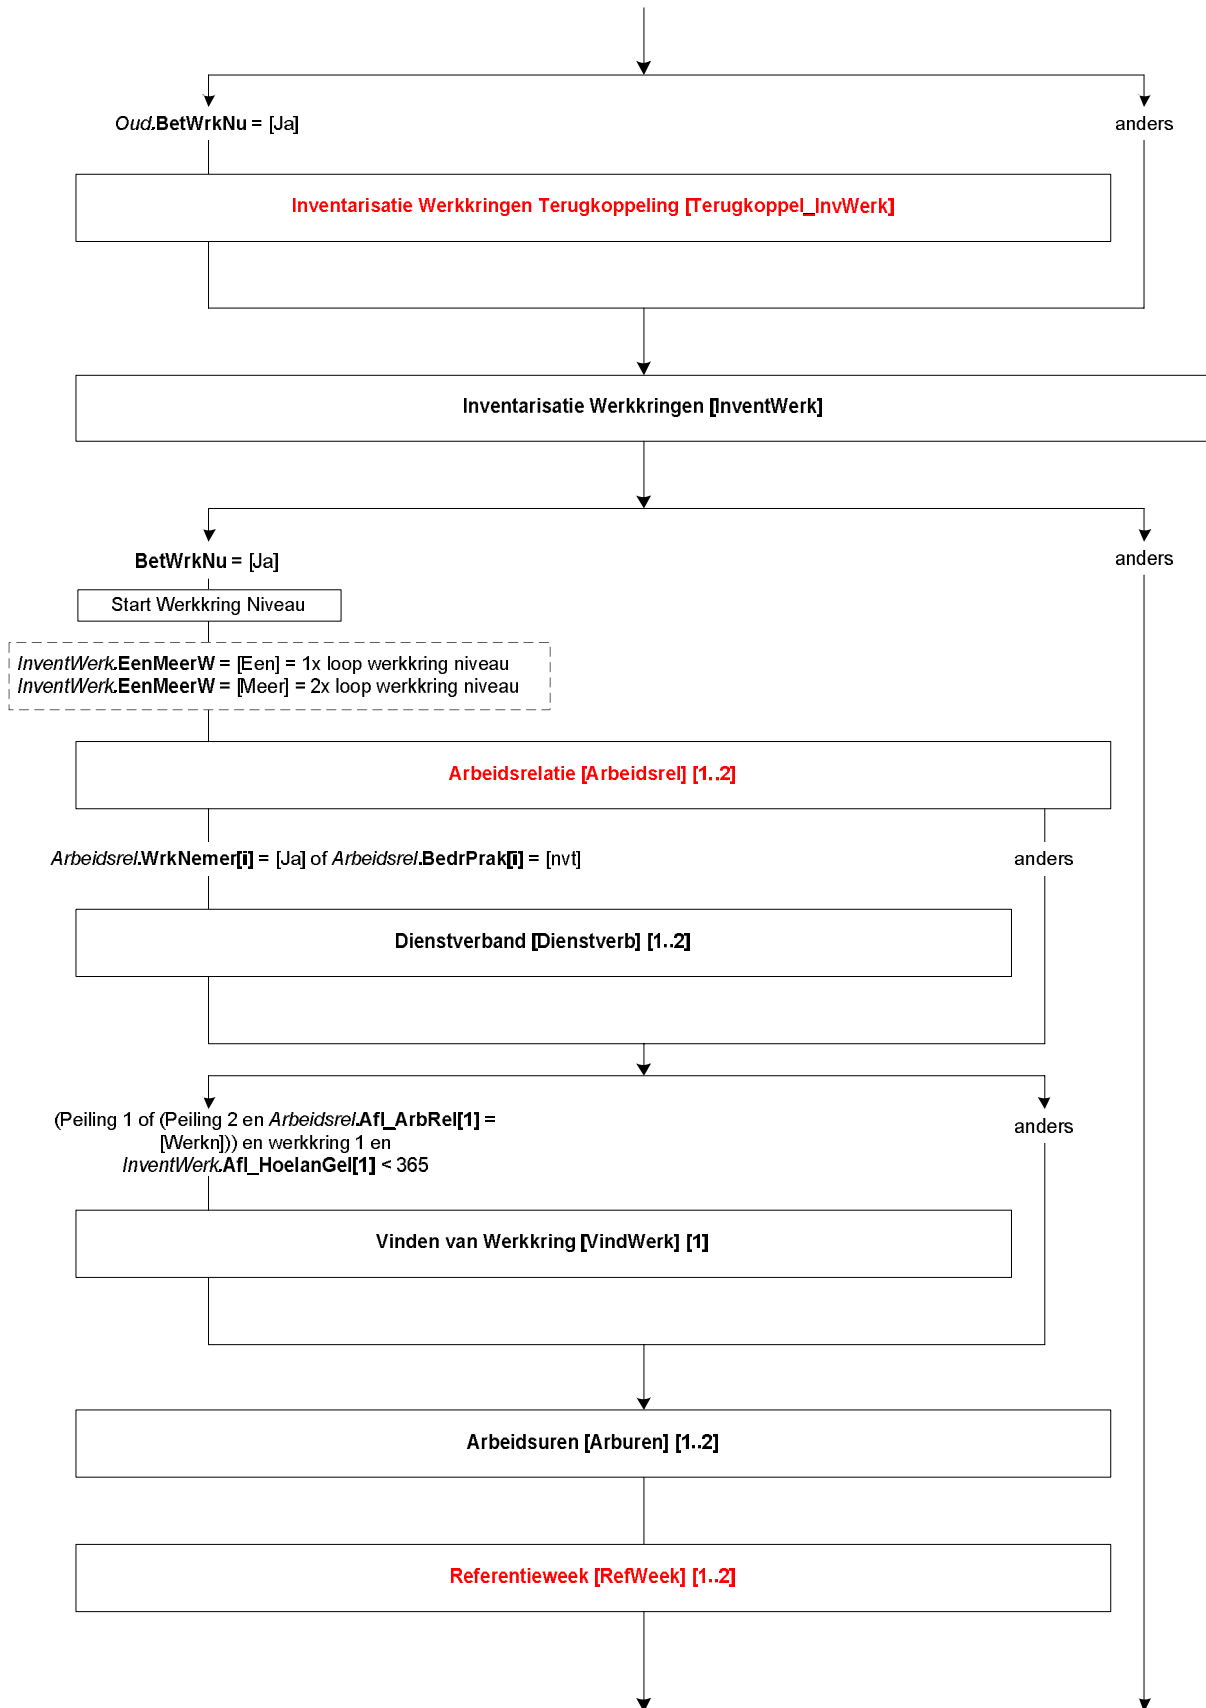 Oud.BetWrkNu = [Ja]
anders
Inventarisatie Werkkringen Terugkoppeling [Terugkoppel_InvWerk]
Inventarisatie Werkkringen [InventWerk]
BetWrkNu = [Ja]
anders
Start Werkkring Niveau
InventWerk.EenMeerW = [Een] = 1x loop werkkring niveau
InventWerk.EenMeerW = [Meer] = 2x loop werkkring niveau
Arbeidsrelatie [Arbeidsrel] [1..2]
Arbeidsrel.WrkNemer[i] = [Ja] of Arbeidsrel.BedrPrak[i] = [nvt]
anders
Dienstverband [Dienstverb] [1..2]
(Peiling 1 of (Peiling 2 en Arbeidsrel.Afl_ArbRel[1] =
[Werkn])) en werkkring 1 en
InventWerk.Afl_HoelanGel[1] < 365
anders
Vinden van Werkkring [VindWerk] [1]
Arbeidsuren [Arburen] [1..2]
Referentieweek [RefWeek] [1..2]